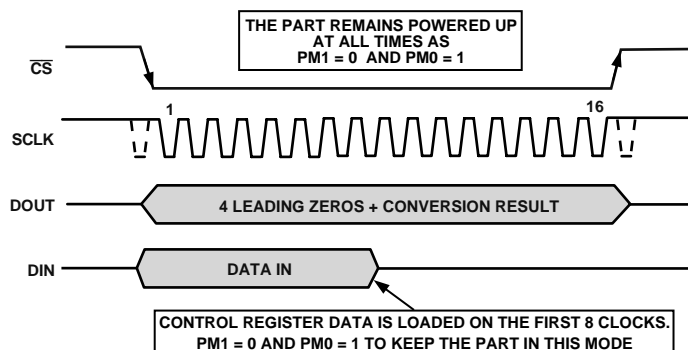 THE PART REMAINS POWERED UP
AT ALL TIMES AS
PM1 = 0 AND PM0 = 1
CS
1
16
SCLK
DOUT
4 LEADING ZEROS + CONVERSION RESULT
DIN
DATA IN
CONTROL REGISTER DATA IS LOADED ON THE FIRST 8 CLOCKS.
PM1 = 0 AND PM0 = 1 TO KEEP THE PART IN THIS MODE